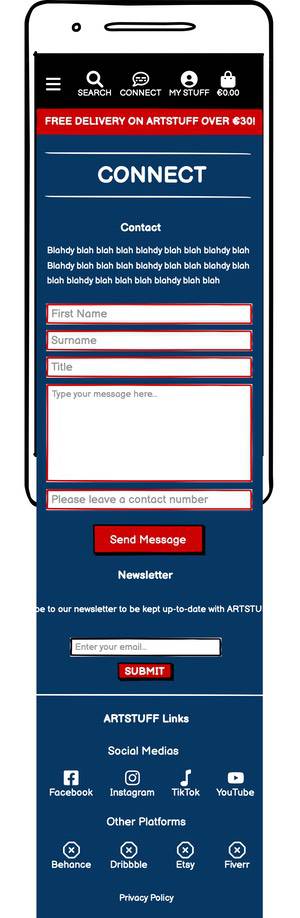 SEARCH CONNECT MY STUFF €0.00
FREE DELIVERY ON ARTSTUFF OVER €30!
CONNECT
Contact
Blahdy blah blah blah blahdy blah blah blahdy blah
Blahdy blah blah blah blahdy blah blah blahdy blah
blah blahdy blah blah blah blahdy blah blah
First Name
Surname
Title
Type your message here...
Please leave a contact number
Send Message
Newsletter
be to our newsletter to be kept up-to-date with ARTSTU
Enter your email...
SUBMIT
ARTSTUFF Links
Social Medias
Facebook Instagram TikTok YouTube
Other Platforms
Behance Dribbble Etsy Fiverr
Privacy Policy